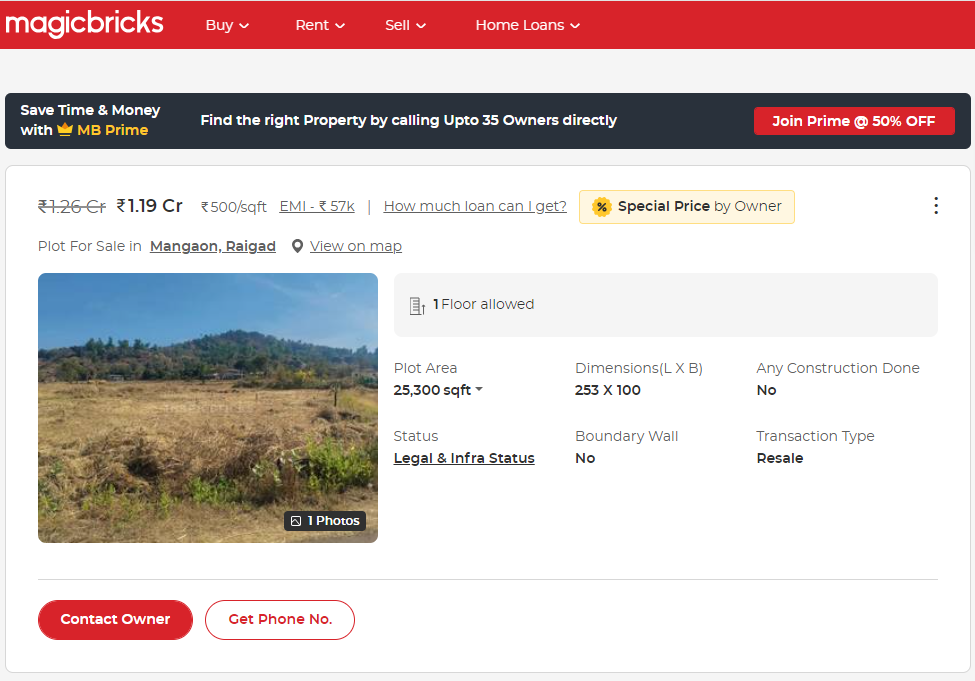 magicbricks Buy Rent Sell Home Loans
Save Time & Money
with MB Prime
Find the right Property by calling Upto 35 Owners directly
Join Prime @ 50% OFF
₹1.26 Cr ₹1.19 Cr ₹500/sqft EMI - ₹ 57k | How much loan can I get? % Special Price by Owner
Plot For Sale in Mangaon, Raigad View on map
1 Floor allowed
Plot Area Dimensions(L X B) Any Construction Done
25,300 sqft 253 X 100 No
Status Boundary Wall Transaction Type
Legal & Infra Status No Resale
1 Photos
Contact Owner Get Phone No.